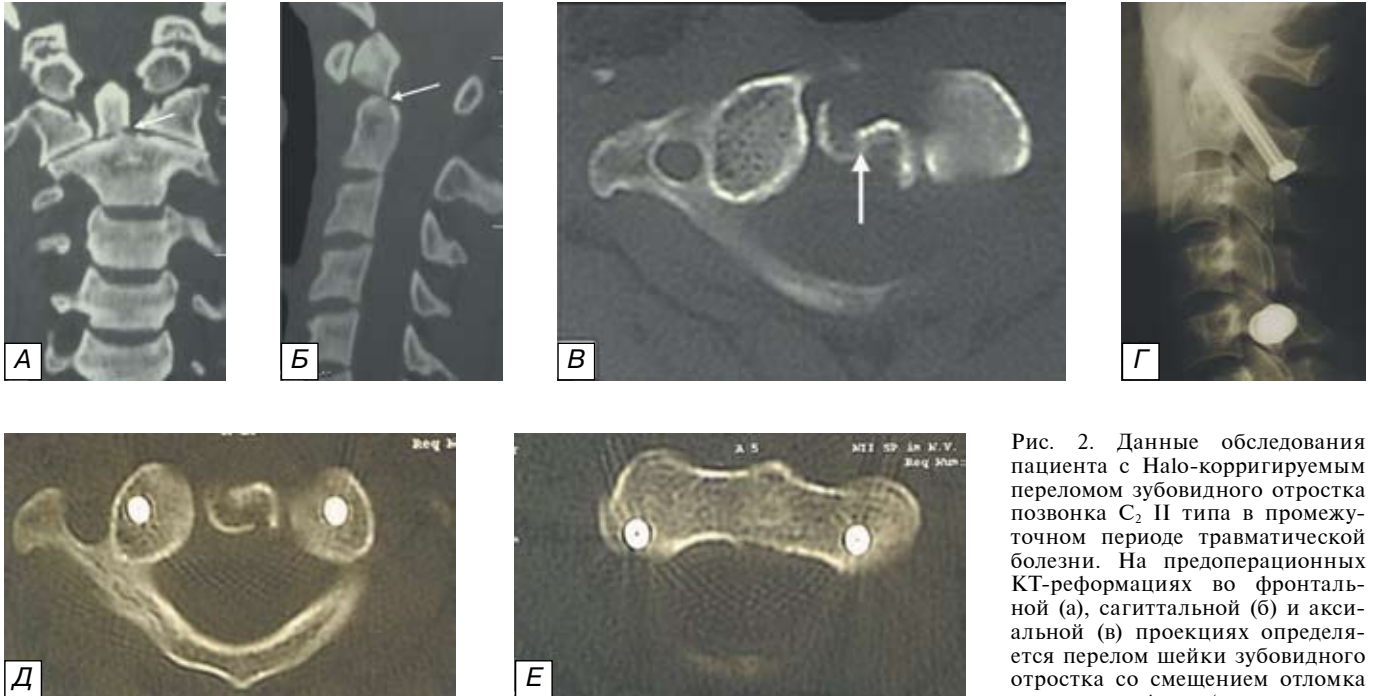 А
Б
В
Г
Req M
Д
A 5
Req Num:
Е
Рис. 2. Данные обследования
пациента с Halo-корригируемым
переломом зубовидного отростка
позвонка C₂ II типа в промежу-
точном периоде травматической
болезни. На предоперационных
КТ-реформациях во фронталь-
ной (а), сагиттальной (б) и акси-
альной (в) проекциях определя-
ется перелом шейки зубовидного
отростка со смещением отломка